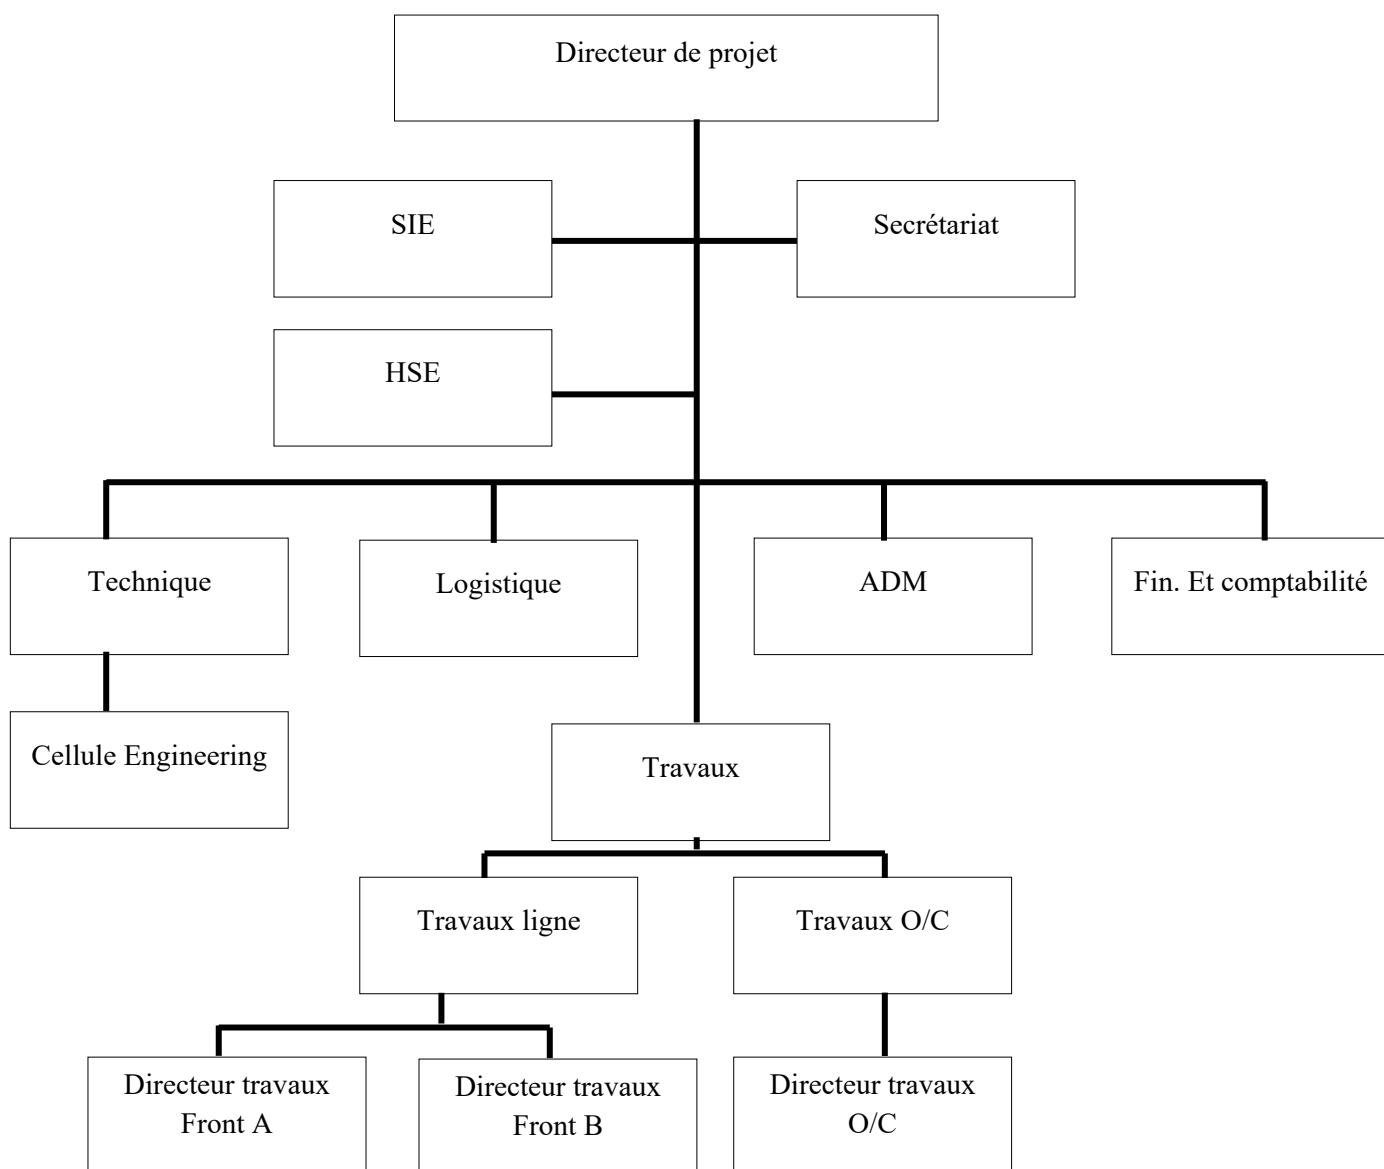 Directeur de projet
SIE
Secrétariat
HSE
Technique
Logistique
ADM
Fin. Et comptabilité
Cellule Engineering
Travaux
Travaux ligne
Travaux O/C
Directeur travaux
Front A
Directeur travaux
Front B
Directeur travaux
O/C